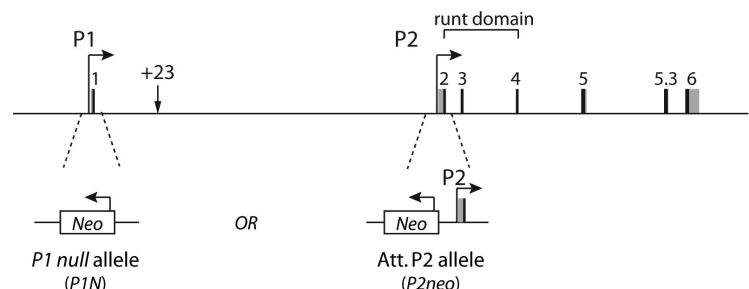 runt domain
P1
P2
1
+23
2
3
4
5
5.3
6
P2
Neo
OR
Neo
P1 null allele
Att. P2 allele
(P1N)
(P2neo)